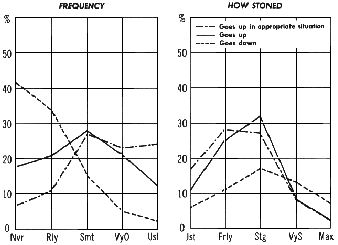 FREQUENCY
%
50
40
30
20
10
0
Nvr Rly Smt VyO Usl
HOW STONED
%
Goes up in appropriate situation
Goes up
Goes down
50
40
30
20
10
0
Jst Frly Stg VyS Max